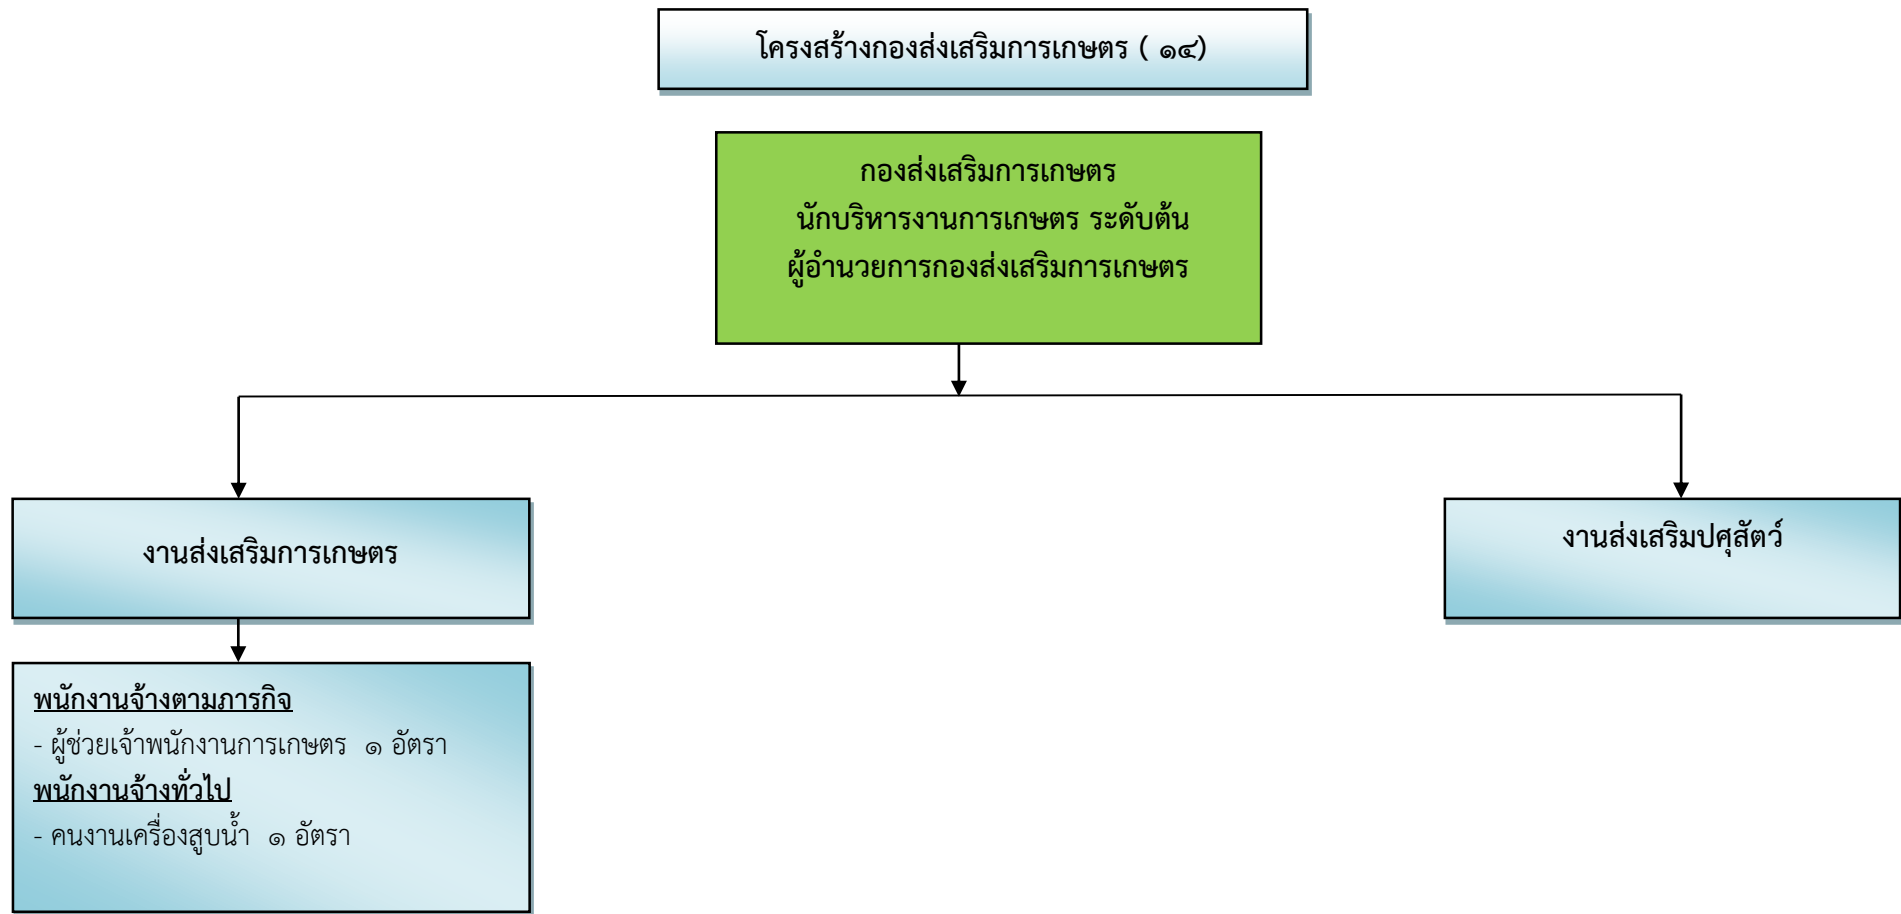 โครงสร้างกองส่งเสริมการเกษตร ( ๑๔)
กองส่งเสริมการเกษตร
นักบริหารงานการเกษตร ระดับต้น
ผู้อำนวยการกองส่งเสริมการเกษตร
งานส่งเสริมการเกษตร
งานส่งเสริมปศุสัตว์
พนักงานจ้างตามภารกิจ
- ผู้ช่วยเจ้าพนักงานการเกษตร ๑ อัตรา
พนักงานจ้างทั่วไป
- คนงานเครื่องสูบน้ำ ๑ อัตรา